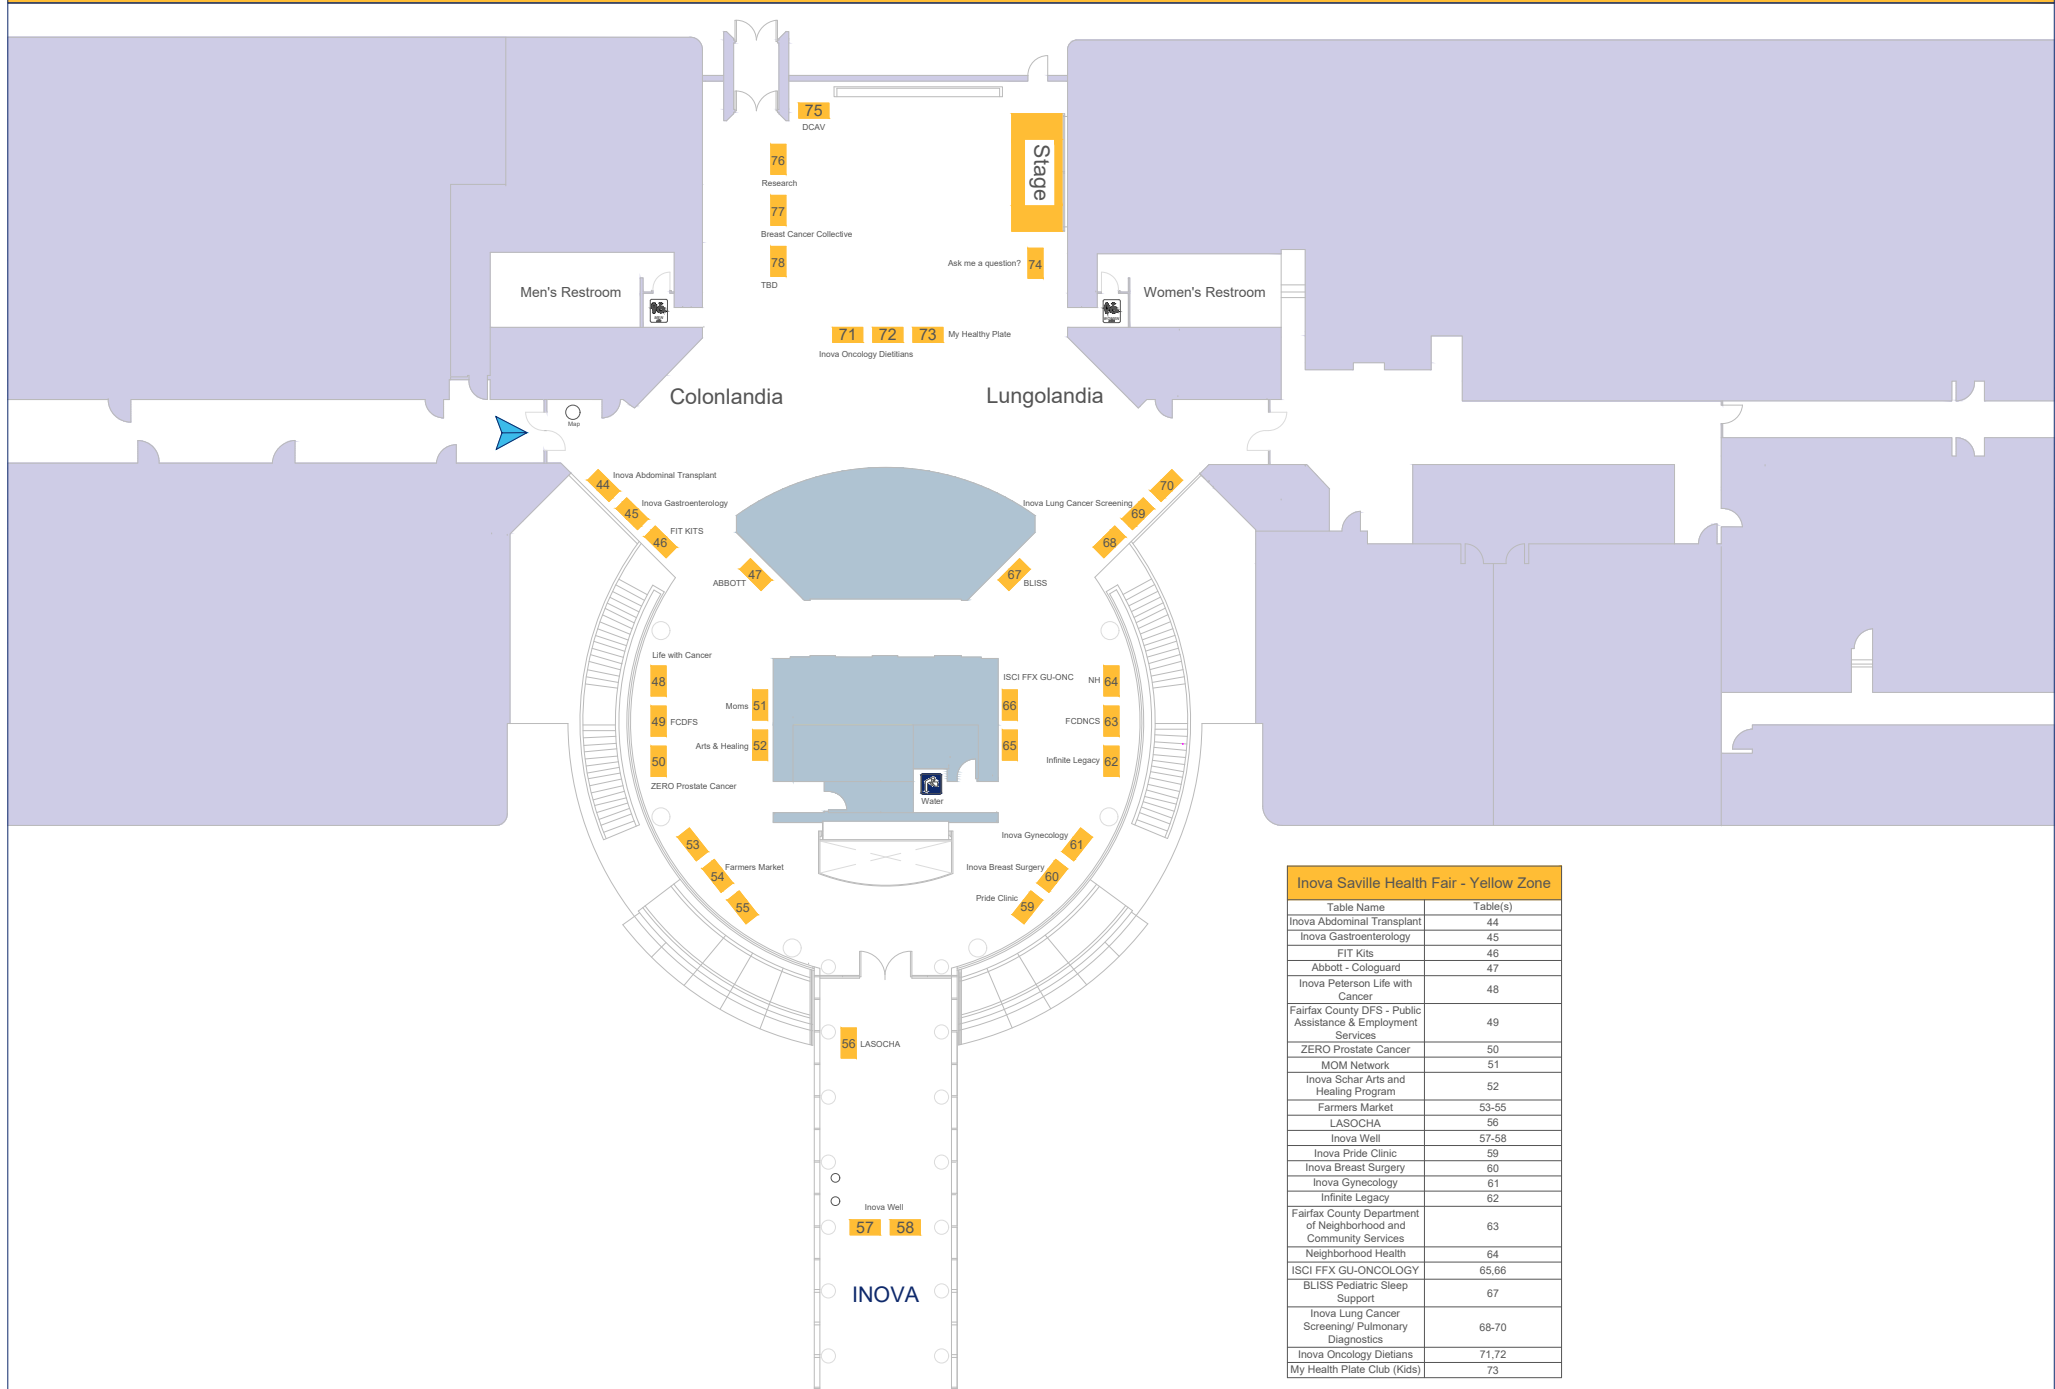 75
DCAV
76
Research
77
Breast Cancer Collective
78
TBD
Stage
Ask me a question?
74
Men's Restroom
Women's Restroom
71
72
73
My Healthy Plate
Inova Oncology Dietitians
Colonlandia
Lungolandia
Map
44
Inova Abdominal Transplant
45
Inova Gastroenterology
46
FIT KITS
47
ABBOTT
70
Inova Lung Cancer Screening
69
68
67
BLISS
Life with Cancer
48
49
FCDFS
50
ZERO Prostate Cancer
Moms
51
Arts & Healing
52
ISCI FFX GU-ONC
66
65
NH
64
FCDNCS
63
Infinite Legacy
62
Water
53
54
Farmers Market
55
Inova Gynecology
61
Inova Breast Surgery
60
Pride Clinic
59
56
LASOCHA
Inova Well
57
58
INOVA
Inova Saville Health Fair - Yellow Zone
Table Name Table(s)
Inova Abdominal Transplant 44
Inova Gastroenterology 45
FIT Kits 46
Abbott - Cologuard 47
Inova Peterson Life with
Cancer 48
Fairfax County DFS - Public
Assistance & Employment
Services 49
ZERO Prostate Cancer 50
MOM Network 51
Inova Schar Arts and
Healing Program 52
Farmers Market 53-55
LASOCHA 56
Inova Well 57-58
Inova Pride Clinic 59
Inova Breast Surgery 60
Inova Gynecology 61
Infinite Legacy 62
Fairfax County Department
of Neighborhood and
Community Services 63
Neighborhood Health 64
ISCI FFX GU-ONCOLOGY 65,66
BLISS Pediatric Sleep
Support 67
Inova Lung Cancer
Screening/ Pulmonary
Diagnostics 68-70
Inova Oncology Dietians 71,72
My Health Plate Club (Kids) 73